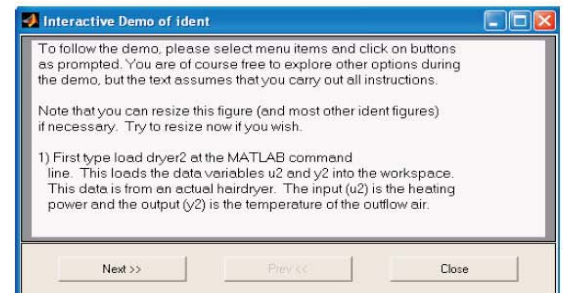 Interactive Demo of ident
To follow the demo, please select menu items and click on buttons
as prompted. You are of course free to explore other options during
the demo, but the text assumes that you carry out all instructions.
Note that you can resize this figure (and most other ident figures)
if necessary. Try to resize now if you wish.
1) First type load dryer2 at the MATLAB command
line. This loads the data variables u2 and y2 into the workspace.
This data is from an actual hairdryer. The input (u2) is the heating
power and the output (y2) is the temperature of the outflow air.
Next >> Prev << Close